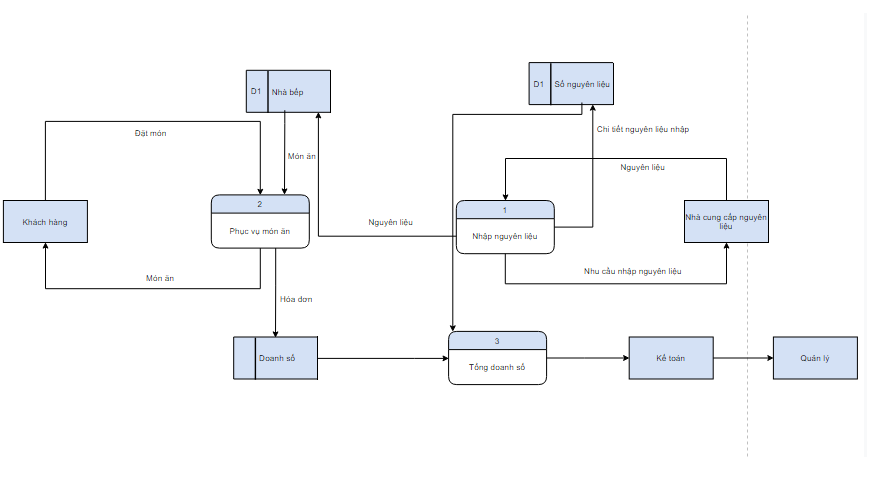 D1
Nhà bếp
D1
Sổ nguyên liệu
Đặt món
Món ăn
Chi tiết nguyên liệu nhập
Nguyên liệu
Khách hàng
2
Phục vụ món ăn
Nguyên liệu
1
Nhập nguyên liệu
Nhà cung cấp nguyên
liệu
Món ăn
Nhu cầu nhập nguyên liệu
Hóa đơn
Doanh số
3
Tổng doanh số
Kế toán
Quản lý